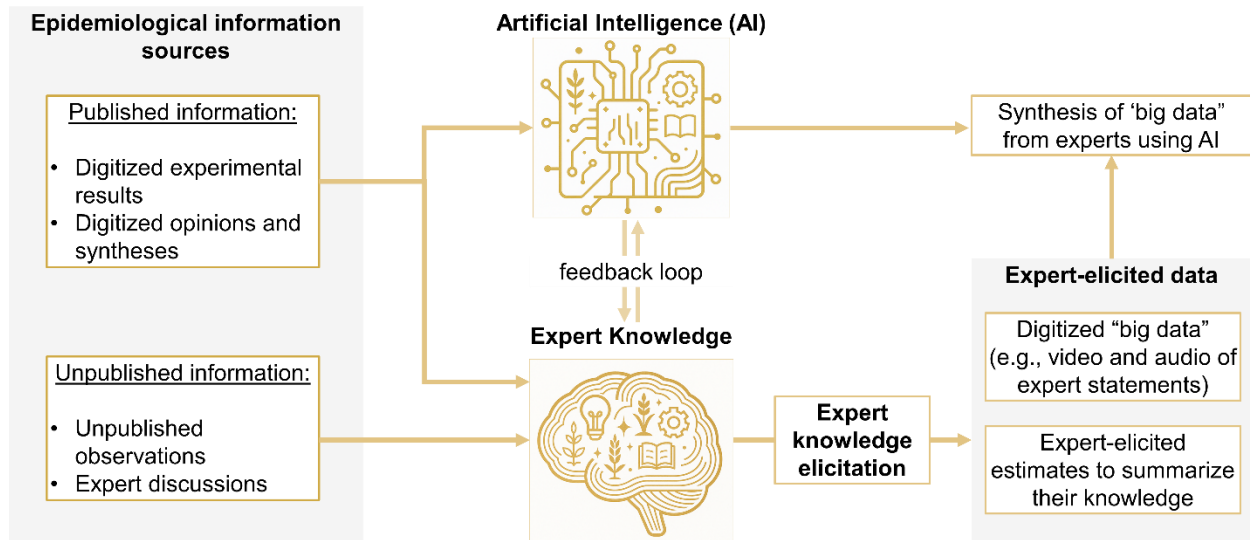 Epidemiological information
sources
Published information:
• Digitized experimental
results
• Digitized opinions and
syntheses
Unpublished information:
• Unpublished
observations
• Expert discussions
Artificial Intelligence (AI)
feedback loop
Expert Knowledge
Expert
knowledge
elicitation
Synthesis of ‘big data”
from experts using AI
Expert-elicited data
Digitized “big data”
(e.g., video and audio of
expert statements)
Expert-elicited
estimates to summarize
their knowledge